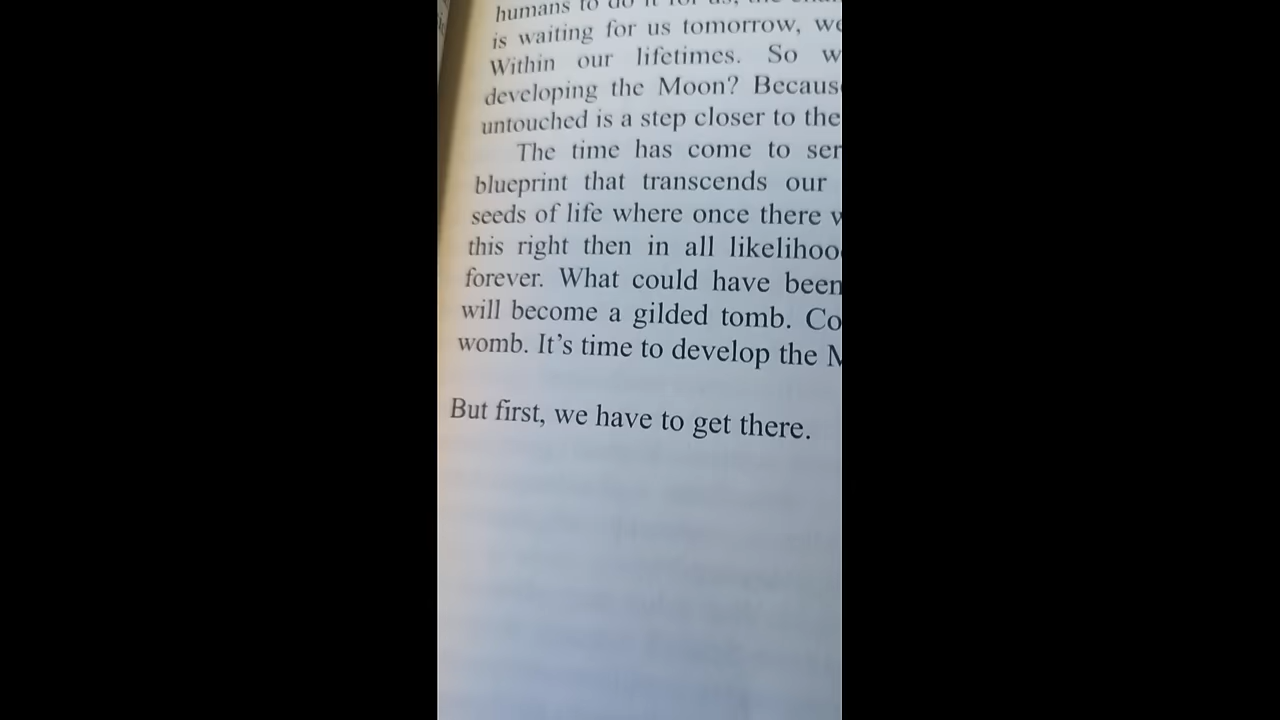 humans to do it for us, the
is waiting for us tomorrow,
Within our lifetimes. So
developing the Moon? Becaus
untouched is a step closer to the
The time has come to
blueprint that transcends our
seeds of life where once there
this right then in all likelihoo
forever. What could have been
will become a gilded tomb. Co
womb. It's time to develop the
But first, we have to get there.